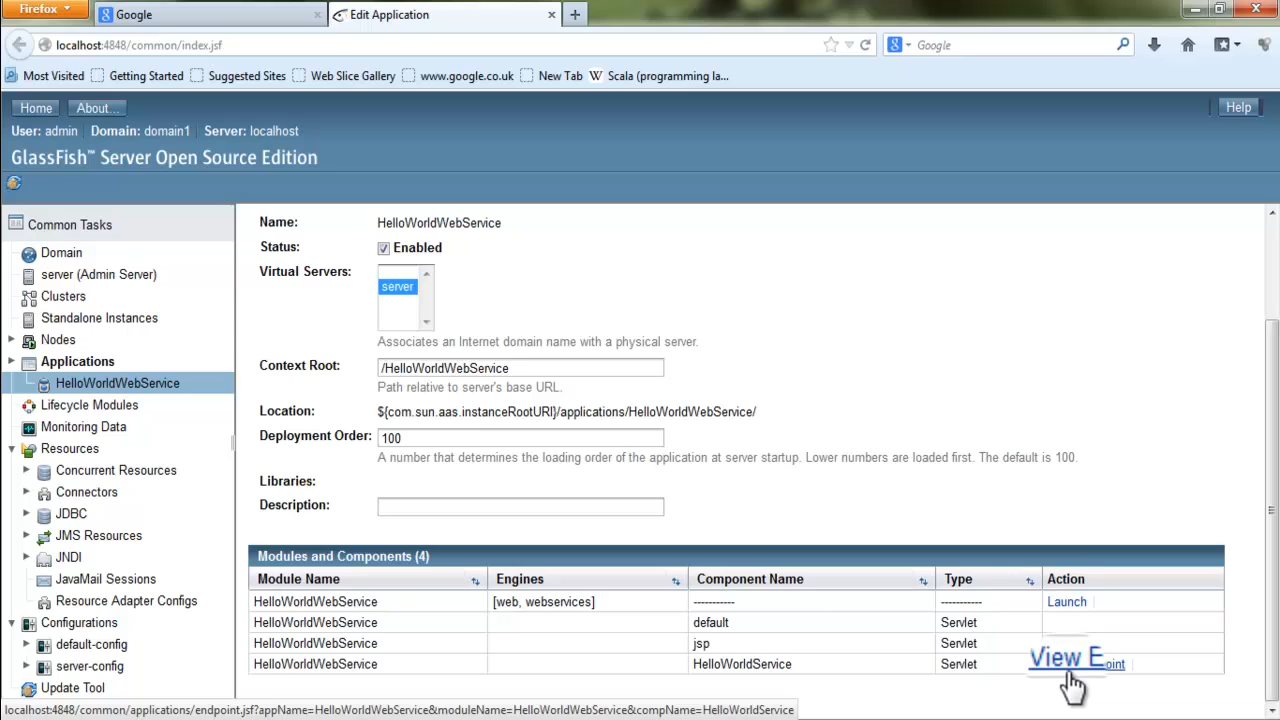 Firefox
Google
Edit Application
localhost:4848/common/index.jsf
Google
Most Visited
Getting Started
Suggested Sites
Web Slice Gallery
www.google.co.uk
New Tab
W Scala (programming la...
Home
About...
Help
User: admin Domain: domain1 Server: localhost
GlassFish™ Server Open Source Edition
Common Tasks
Domain
server (Admin Server)
Clusters
Standalone Instances
Nodes
Applications
HelloWorldWebService
Lifecycle Modules
Monitoring Data
Resources
Concurrent Resources
Connectors
JDBC
JMS Resources
JNDI
JavaMail Sessions
Resource Adapter Configs
Configurations
default-config
server-config
Update Tool
Name: HelloWorldWebService
Status: Enabled
Virtual Servers: server
Associates an Internet domain name with a physical server.
Context Root: /HelloWorldWebService
Path relative to server's base URL.
Location: ${com.sun.aas.instanceRootURI}/applications/HelloWorldWebService/
Deployment Order: 100
A number that determines the loading order of the application at server startup. Lower numbers are loaded first. The default is 100.
Libraries:
Description:
Modules and Components (4)
Module Name Engines Component Name Type Action
HelloWorldWebService [web, webservices] ----------- ----------- Launch
HelloWorldWebService default Servlet
HelloWorldWebService jsp Servlet
HelloWorldWebService HelloWorldService Servlet View E oint
localhost:4848/common/applications/endpoint.jsf?appName=HelloWorldWebService&moduleName=HelloWorldWebService&compName=HelloWorldService